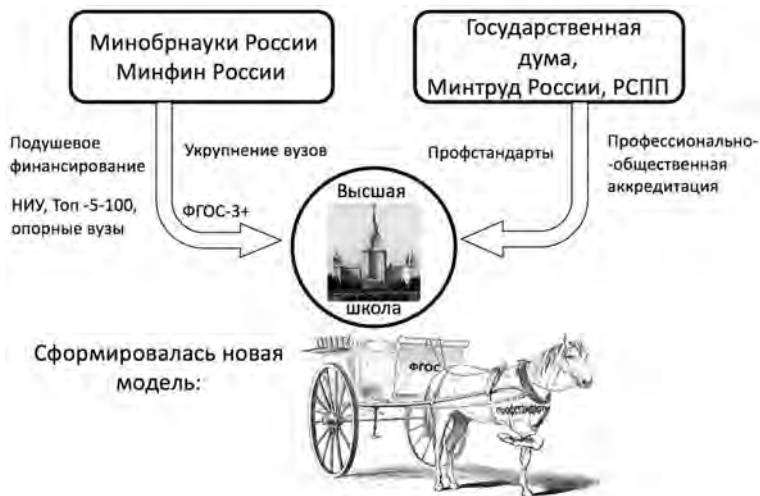 Минобрнауки России
Минфин России
Государственная
дума,
Минтруд России, РСПП
Подушевое
финансирование
Укрупнение вузов
НИУ, Топ -5-100,
опорные вузы
ФГОС-3+
Профстандарты
Профессионально-
-общественная
аккредитация
Высшая
школа
Сформировалась новая
модель:
ФГОС
профстандарты